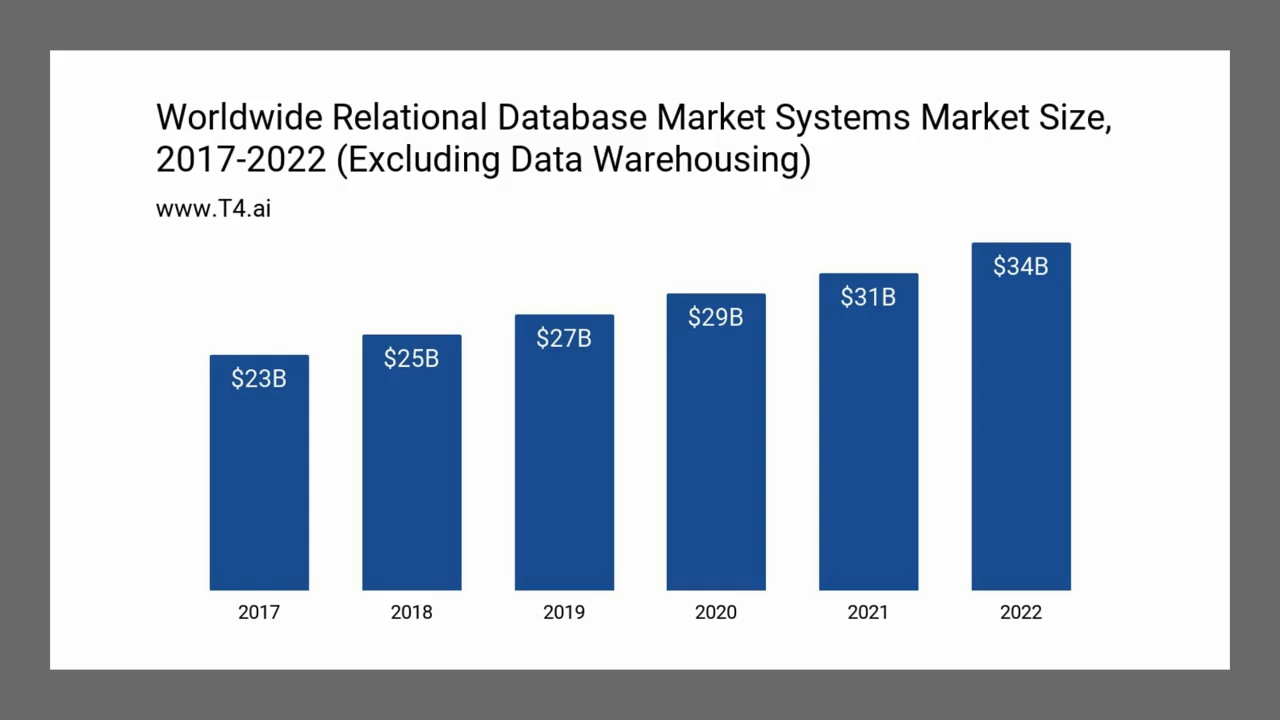 Worldwide Relational Database Market Systems Market Size,
2017-2022 (Excluding Data Warehousing)
www.T4.ai
$23B
$25B
$27B
$29B
$31B
$34B
2017
2018
2019
2020
2021
2022